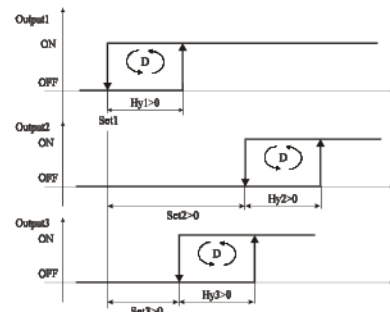 Output1
ON
D
OFF
Hy1>0
Set1
Output2
ON
D
OFF
Hy2>0
Set2>0
Output3
ON
D
OFF
Hy3>0
Set3>0